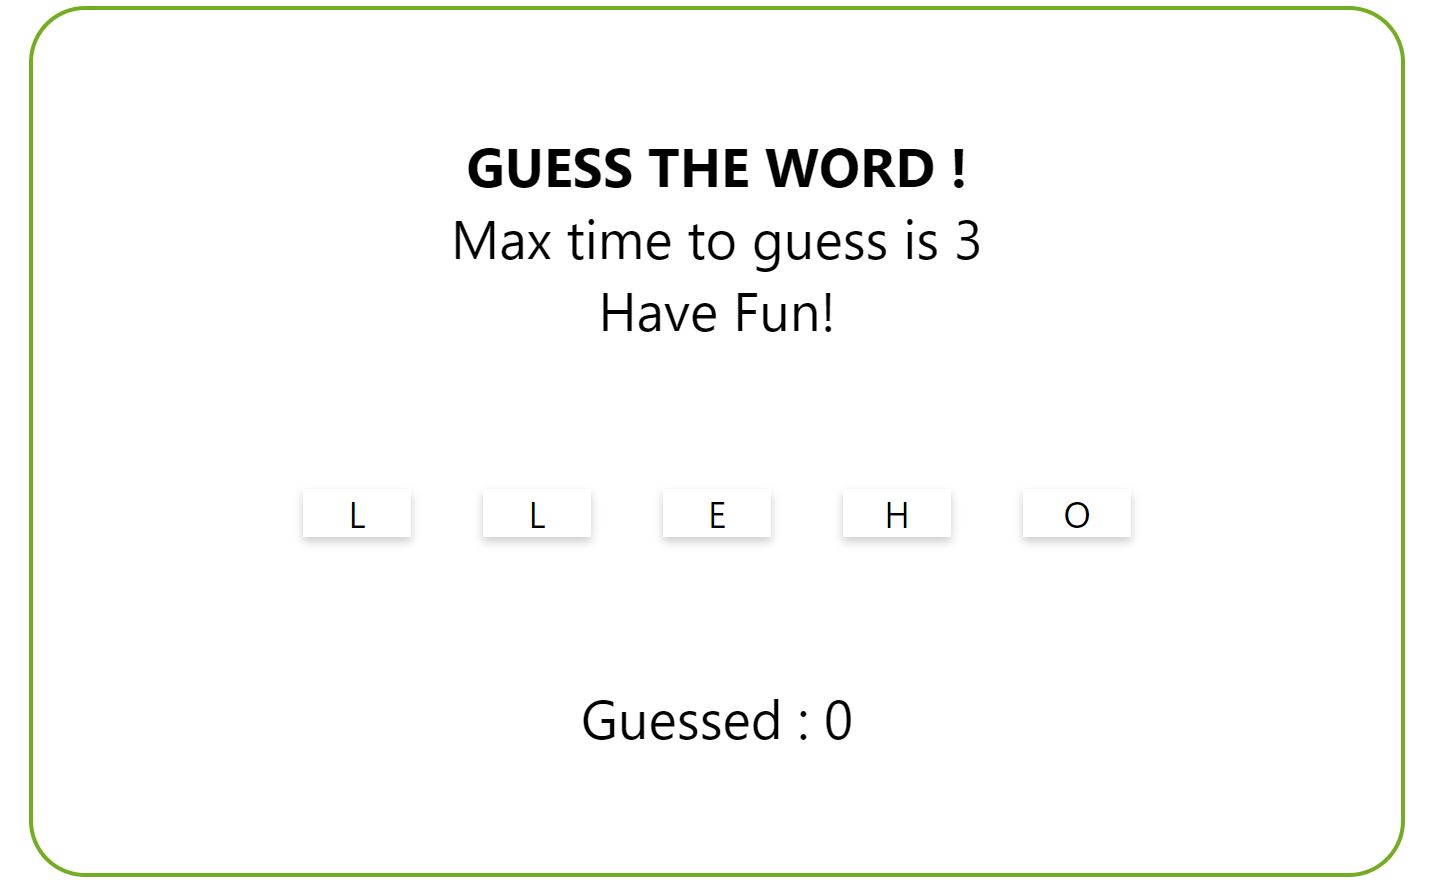 GUESS THE WORD !
Max time to guess is 3
Have Fun!
L L E H O
Guessed : 0